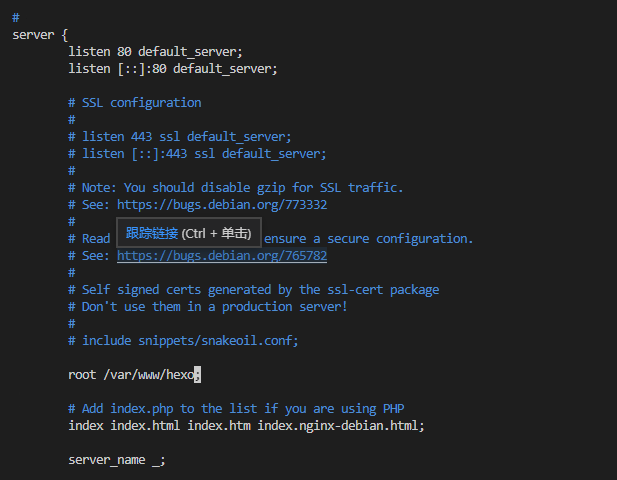 #
server {
listen 80 default_server;
listen [::]:80 default_server;
# SSL configuration
#
# listen 443 ssl default_server;
# listen [::]:443 ssl default_server;
#
# Note: You should disable gzip for SSL traffic.
# See: https://bugs.debian.org/773332
#
跟踪链接 (Ctrl + 单击)
# Read ensure a secure configuration.
# See: https://bugs.debian.org/765782
#
# Self signed certs generated by the ssl-cert package
# Don't use them in a production server!
#
# include snippets/snakeoil.conf;
root /var/www/hexo;
# Add index.php to the list if you are using PHP
index index.html index.htm index.nginx-debian.html;
server_name _;